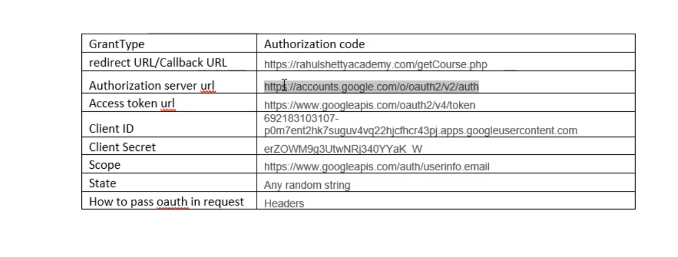 GrantType Authorization code
redirect URL/Callback URL https://rahulshettyacademy.com/getCourse.php
Authorization server url https://accounts.google.com/o/oauth2/v2/auth
Access token url https://www.googleapis.com/oauth2/v4/token
692183103107-
Client ID p0m7ent2hk7suguv4vq22hjcfhcr43pj.apps.googleusercontent.com
Client Secret erZOWM9g3UtwNRj340YYaK_W
Scope https://www.googleapis.com/auth/userinfo.email
State Any random string
How to pass oauth in request Headers